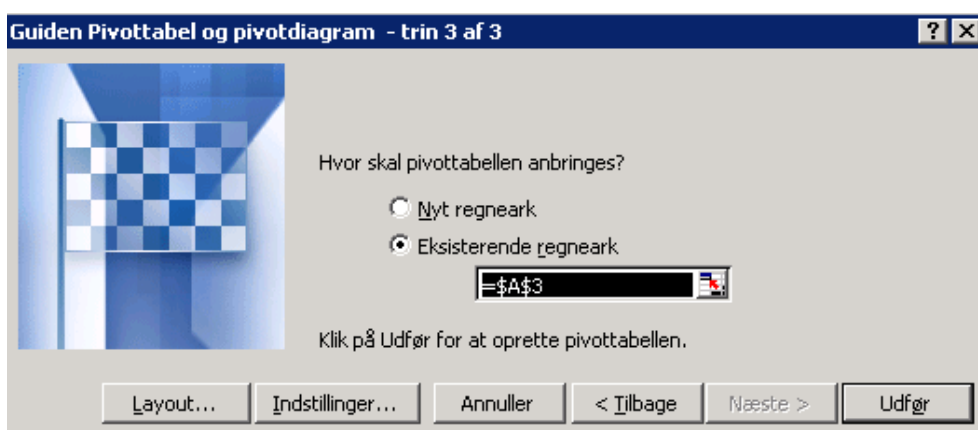 Guiden Pivottabel og pivotdiagram - trin 3 af 3
Hvor skal pivottabellen anbringes?
Nyt regneark
Eksisterende regneark
=$A$3
Klik på Udfør for at oprette pivottabellen.
Layout... Indstillinger... Annuller < Tilbage Næste > Udfør